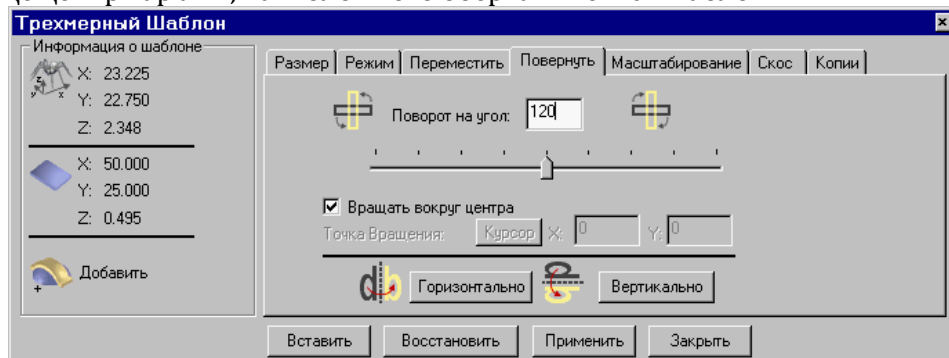 Трехмерный Шаблон
Информация о шаблоне
X: 23.225
Y: 22.750
Z: 2.348
X: 50.000
Y: 25.000
Z: 0.495
Добавить
Размер Режим Переместить Повернуть Масштабирование Скос Копии
Поворот на угол: 120
Вращать вокруг центра
Точка Вращения: Курсор X: 0 Y: 0
Горизонтально Вертикально
Вставить Восстановить Применить Закрыть